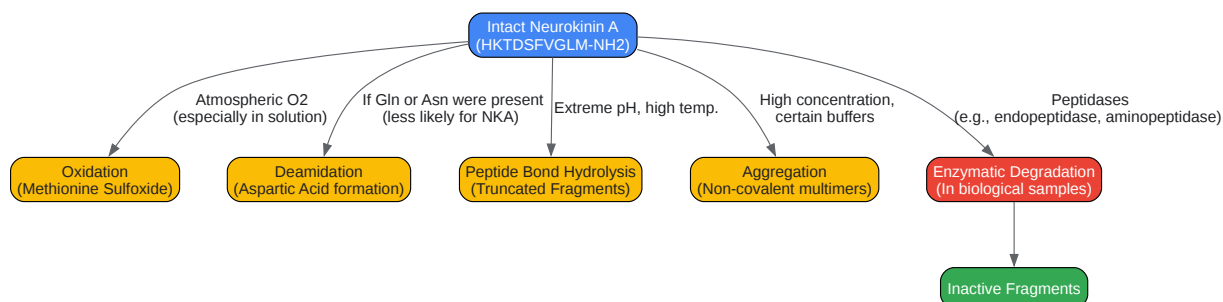 Intact Neurokinin A
(HKTDSFVGLM-NH2)
Atmospheric O2
(especially in solution)
If Gln or Asn were present
(less likely for NKA)
Extreme pH, high temp.
High concentration,
certain buffers
Peptidases
(e.g., endopeptidase, aminopeptidase)
Oxidation
(Methionine Sulfoxide)
Deamidation
(Aspartic Acid formation)
Peptide Bond Hydrolysis
(Truncated Fragments)
Aggregation
(Non-covalent multimers)
Enzymatic Degradation
(In biological samples)
Inactive Fragments